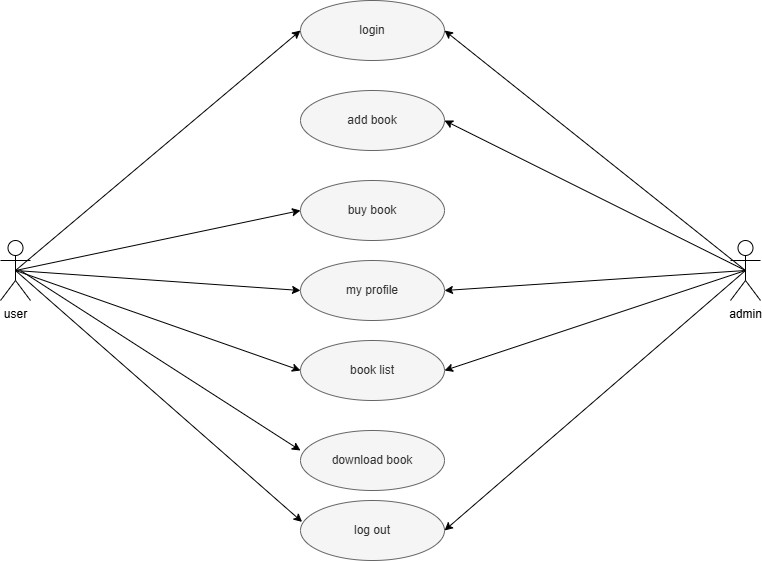 login
add book
buy book
my profile
user
admin
book list
download book
log out